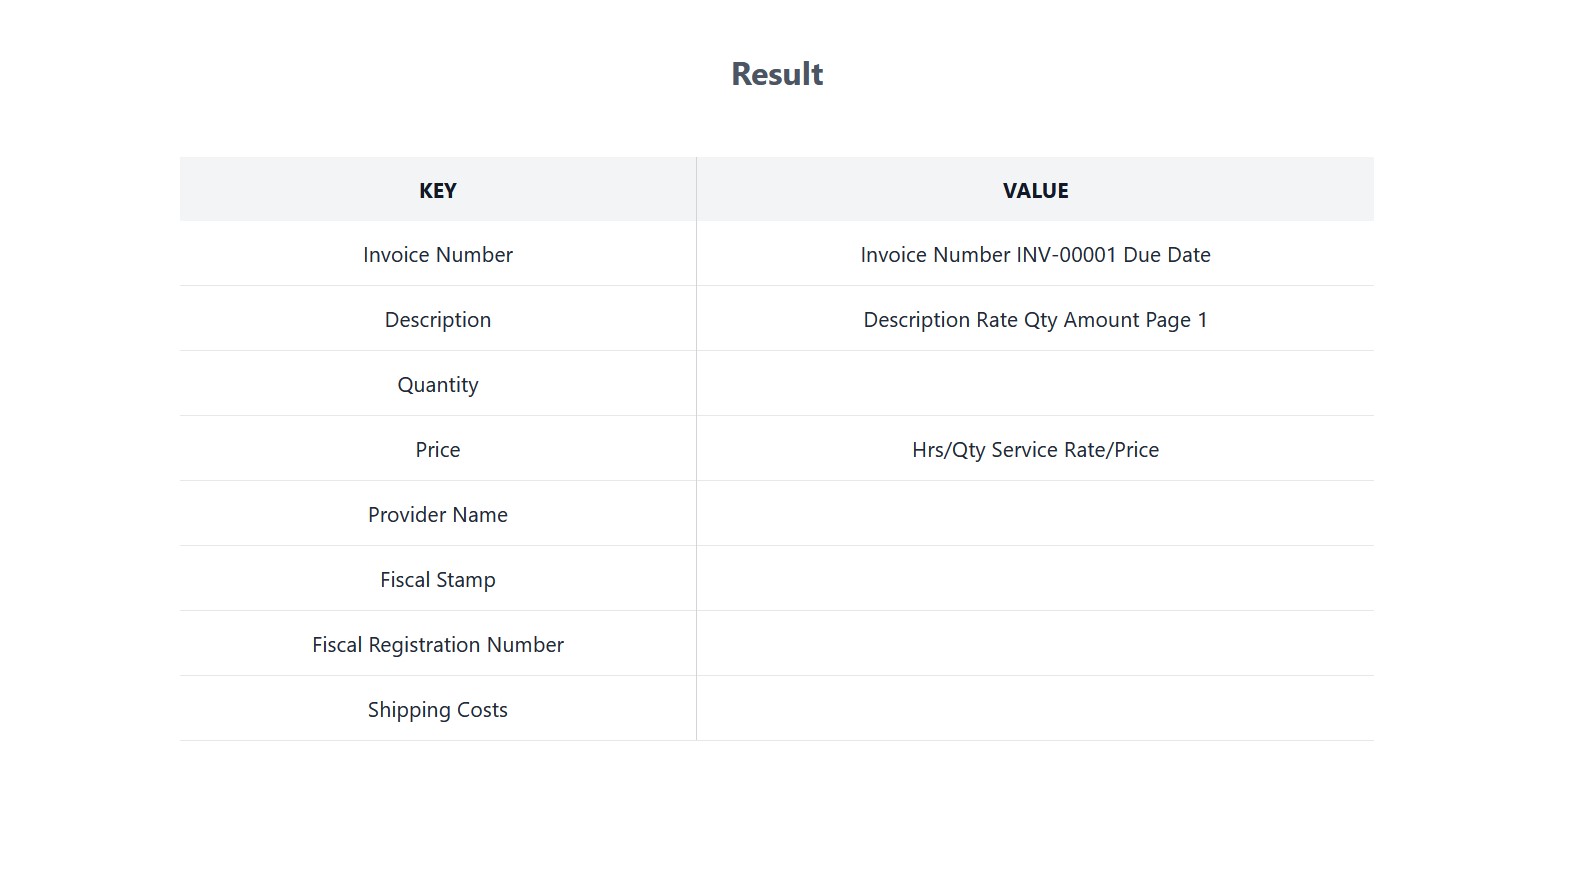 Result
KEY VALUE
Invoice Number Invoice Number INV-00001 Due Date
Description Description Rate Qty Amount Page 1
Quantity
Price Hrs/Qty Service Rate/Price
Provider Name
Fiscal Stamp
Fiscal Registration Number
Shipping Costs